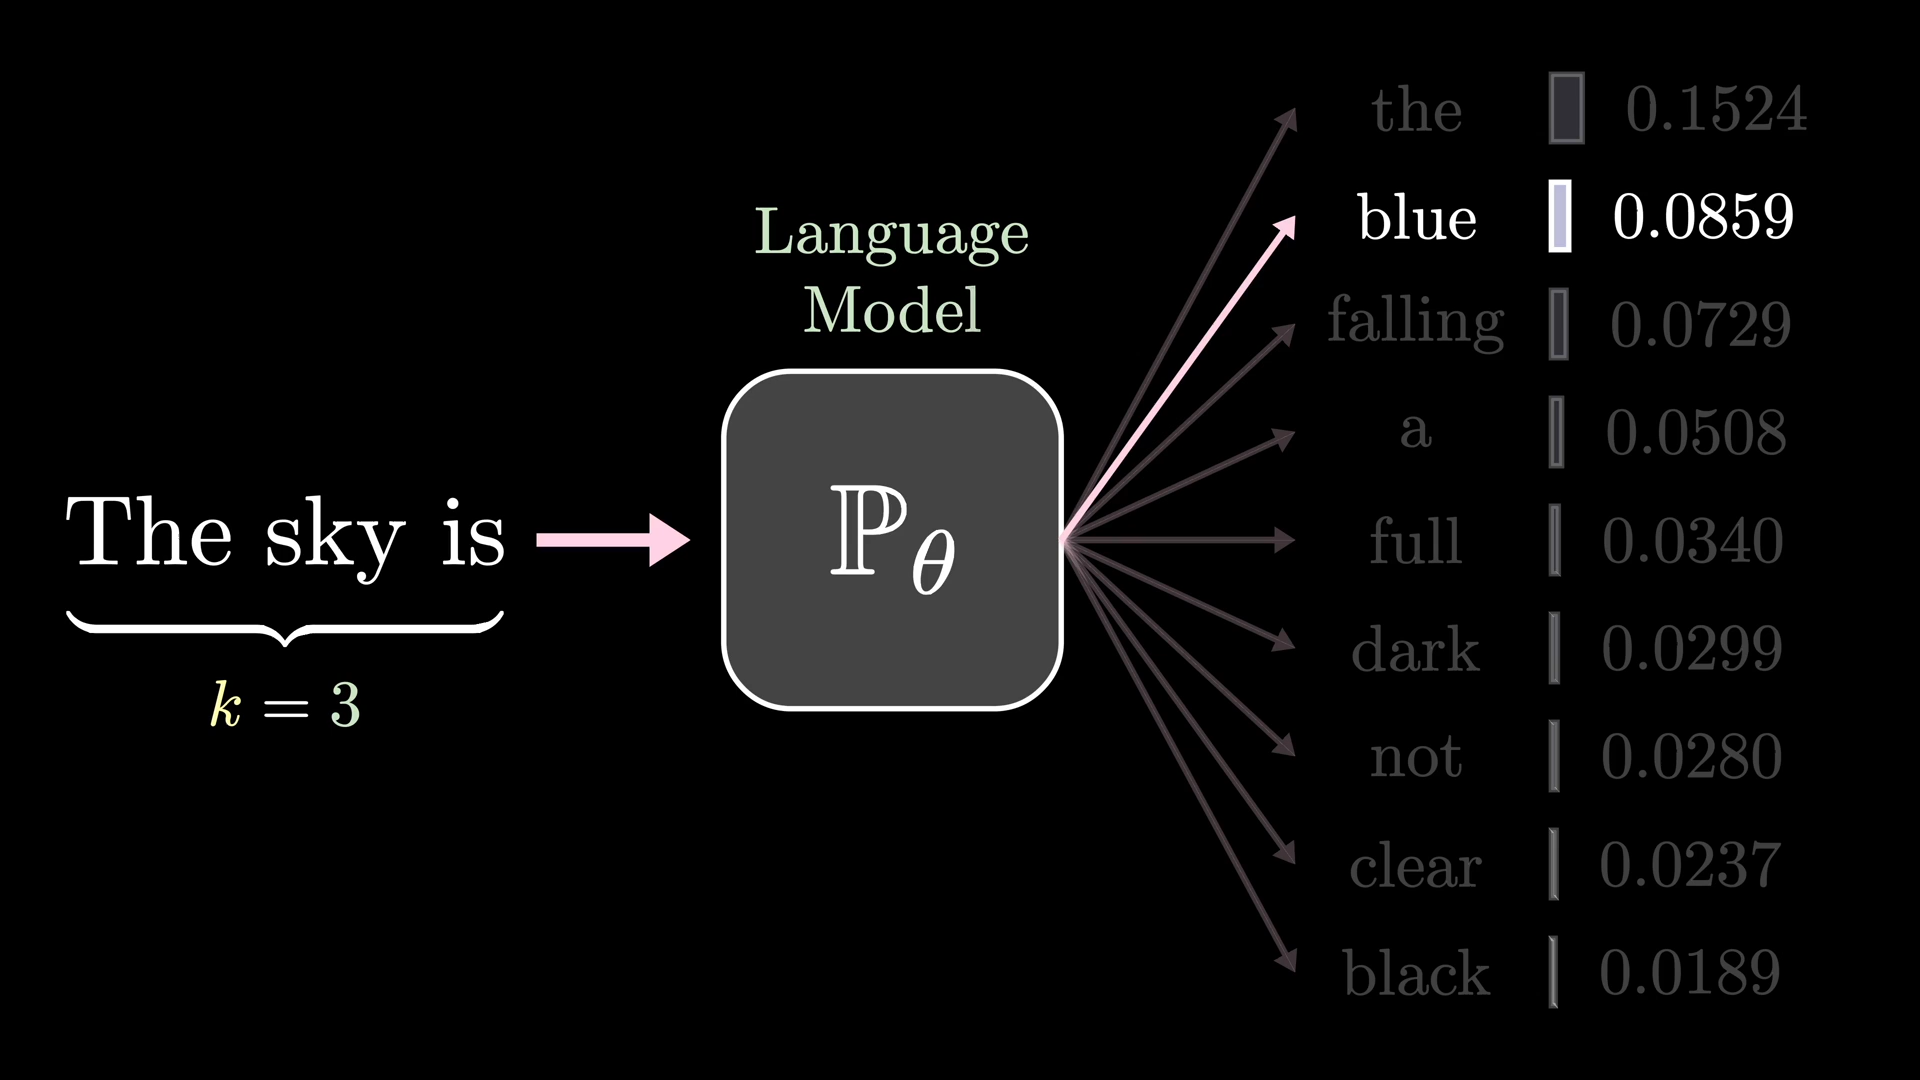 The sky is
k = 3
Language
Model
ℙθ
the 0.1524
blue 0.0859
falling 0.0729
a 0.0508
full 0.0340
dark 0.0299
not 0.0280
clear 0.0237
black 0.0189